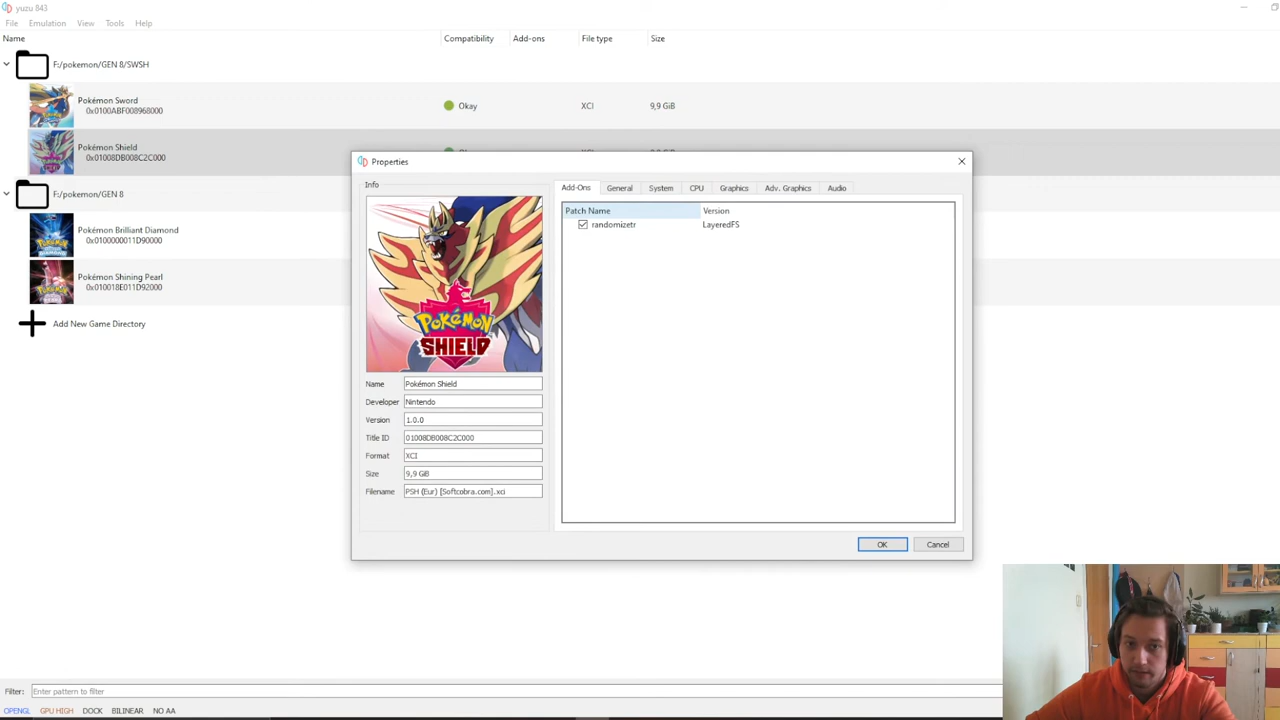 yuzu 843
File Emulation View Tools Help
Name Compatibility Add-ons File type Size
F:/pokemon/GEN 8/SWSH
Pokémon Sword
0x0100ABF008968000
Okay XCI 9,9 GiB
Pokémon Shield
0x01008DB008C2C000
F:/pokemon/GEN 8
Pokémon Brilliant Diamond
0x0100000011D90000
Pokémon Shining Pearl
0x010018E011D92000
Add New Game Directory
Properties
Info
POKéMON
SHIELD
Name Pokémon Shield
Developer Nintendo
Version 1.0.0
Title ID 01008DB008C2C000
Format XCI
Size 9,9 GiB
Filename PSH (Eur) [Softcobra.com].xci
Add-Ons General System CPU Graphics Adv. Graphics Audio
Patch Name Version
randomizetr LayeredFS
OK Cancel
Filter: Enter pattern to filter
OPENGL GPU HIGH DOCK BILINEAR NO AA